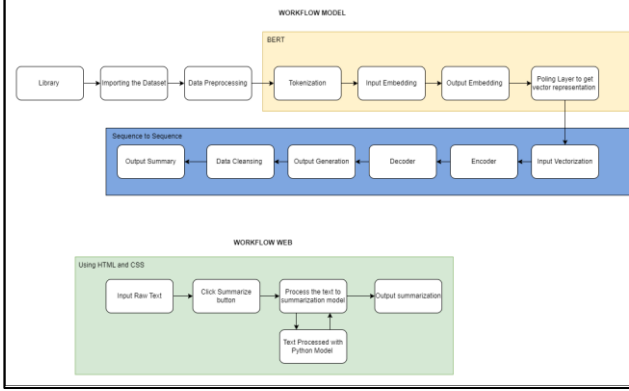 WORKFLOW MODEL
BERT
Library
Importing the Dataset
Data Preprocessing
Tokenization
Input Embedding
Output Embedding
Poling Layer to get
vector representation
Sequence to Sequence
Output Summary
Data Cleansing
Output Generation
Decoder
Encoder
Input Vectorization
WORKFLOW WEB
Using HTML and CSS
Input Raw Text
Click Summarize
button
Process the text to
summarization model
Output summarization
Text Processed with
Python Model